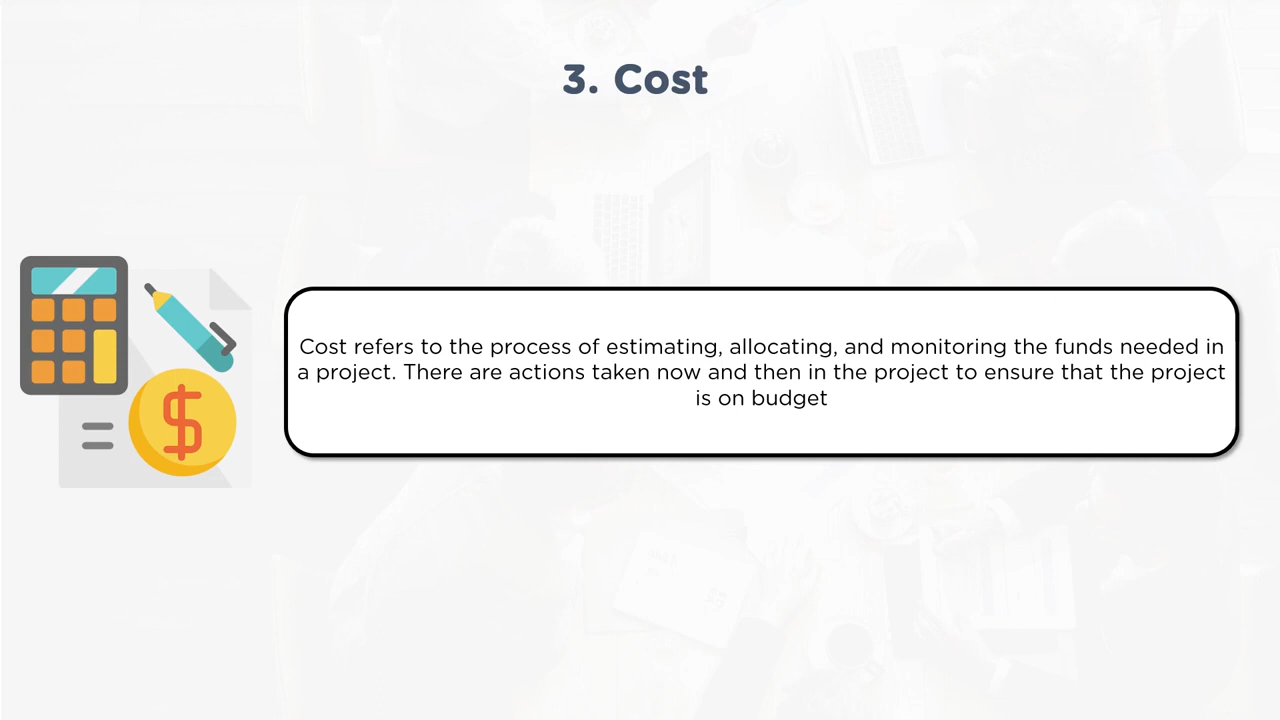 3. Cost
Cost refers to the process of estimating, allocating, and monitoring the funds needed in
a project. There are actions taken now and then in the project to ensure that the project
is on budget